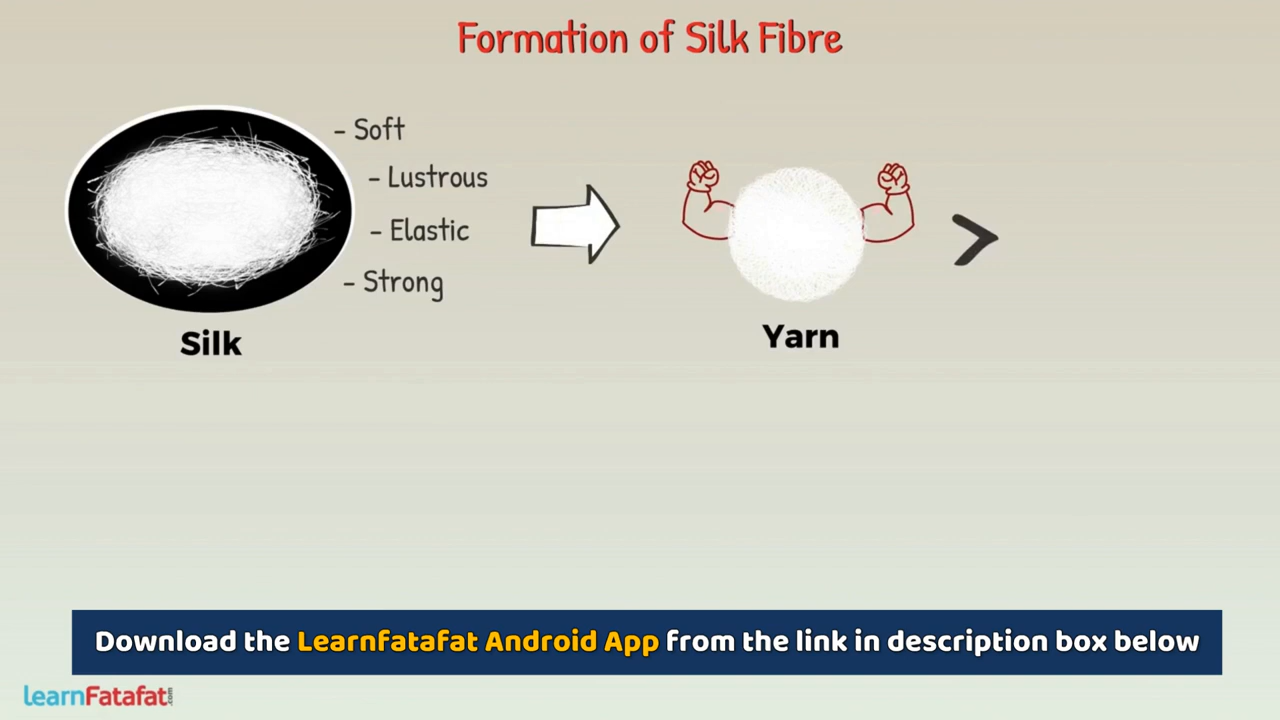 Formation of Silk Fibre
- Soft
- Lustrous
- Elastic
- Strong
>
Silk
Yarn
Download the Learnfatafat Android App from the link in description box below
learnFatafat.com